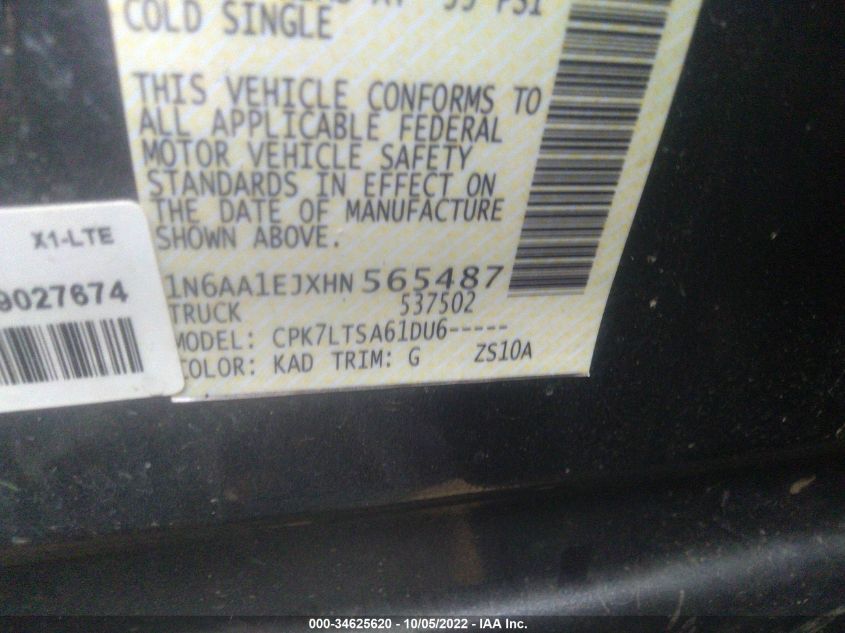 COLD SINGLE
THIS VEHICLE CONFORMS TO
ALL APPLICABLE FEDERAL
MOTOR VEHICLE SAFETY
STANDARDS IN EFFECT ON
THE DATE OF MANUFACTURE
SHOWN ABOVE.
1N6AA1EJXHN 565487
TRUCK 537502
MODEL: CPK7LTSA61DU6-----
COLOR: KAD TRIM: G ZS10A
X1-LTE
9027674
000-34625620 - 10/05/2022 - IAA Inc.